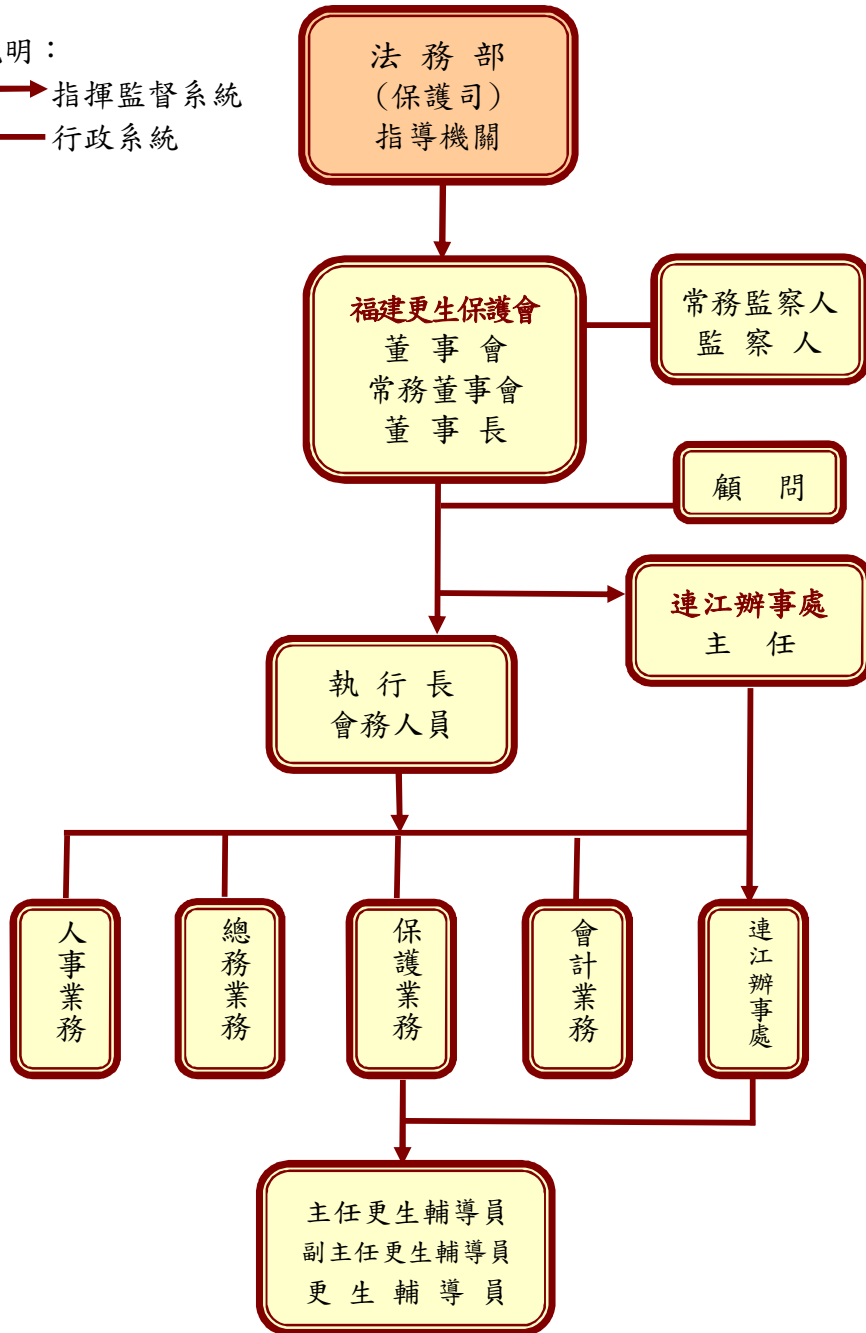 明：
指揮監督系統
行政系統
法務部
（保護司）
指導機關
福建更生保護會
董事會
常務董事會
董事長
常務監察人
監察人
顧問
連江辦事處
主任
執行長
會務人員
人事業務
總務業務
保護業務
會計業務
連江辦事處
主任更生輔導員
副主任更生輔導員
更生輔導員